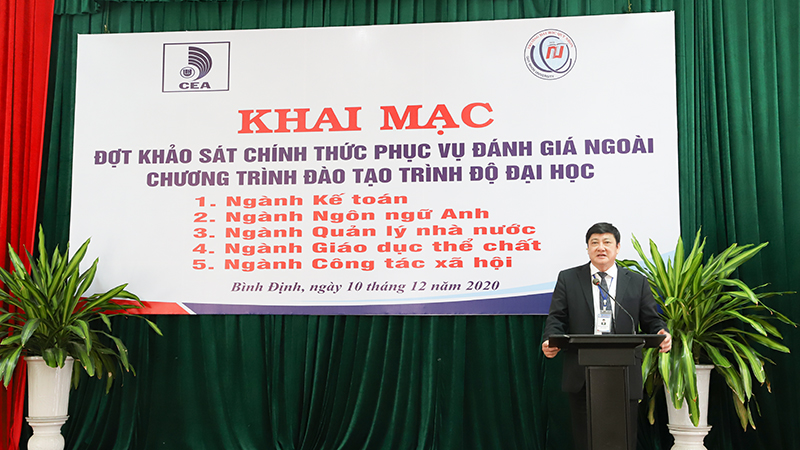 CEA
KHAI MẠC
ĐỢT KHẢO SÁT CHÍNH THỨC PHỤC VỤ ĐÁNH GIÁ NGOÀI
CHƯƠNG TRÌNH ĐÀO TẠO TRÌNH ĐỘ ĐẠI HỌC
1. Ngành Kế toán
2. Ngành Ngôn ngữ Anh
3. Ngành Quản lý nhà nước
4. Ngành Giáo dục thể chất
5. Ngành Công tác xã hội
Bình Định, ngày 10 tháng 12 năm 2020